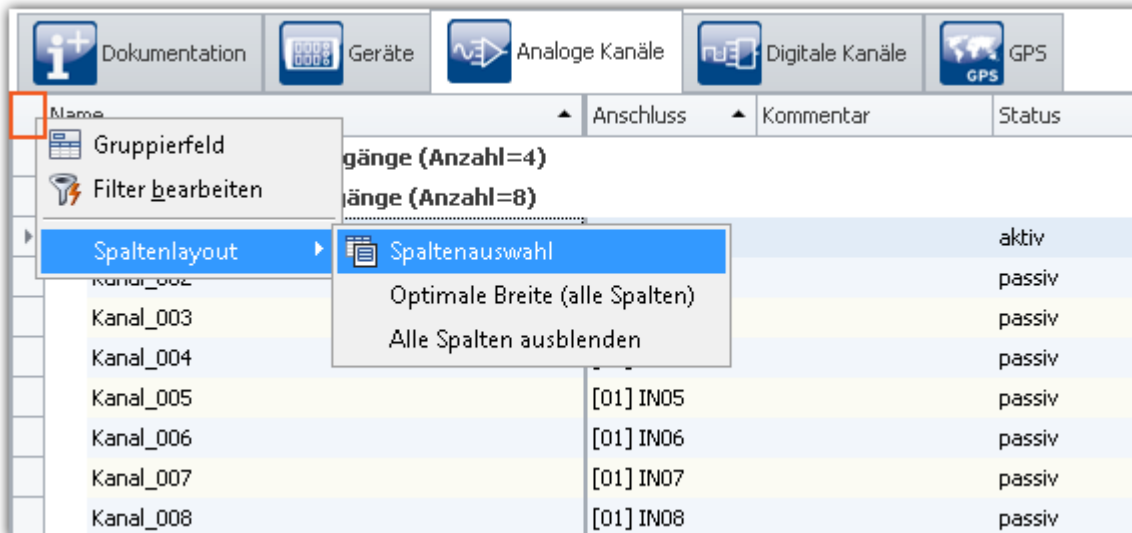 Dokumentation Geräte Analoge Kanäle Digitale Kanäle GPS GPS
Name Anschluss Kommentar Status
Gruppierfeld
gänge (Anzahl=4)
Filter bearbeiten
gänge (Anzahl=8)
Spaltenlayout Spaltenauswahl aktiv
Kanal_002 passiv
Optimale Breite (alle Spalten)
Kanal_003 passiv
Alle Spalten ausblenden
Kanal_004 passiv
Kanal_005 [01] IN05 passiv
Kanal_006 [01] IN06 passiv
Kanal_007 [01] IN07 passiv
Kanal_008 [01] IN08 passiv